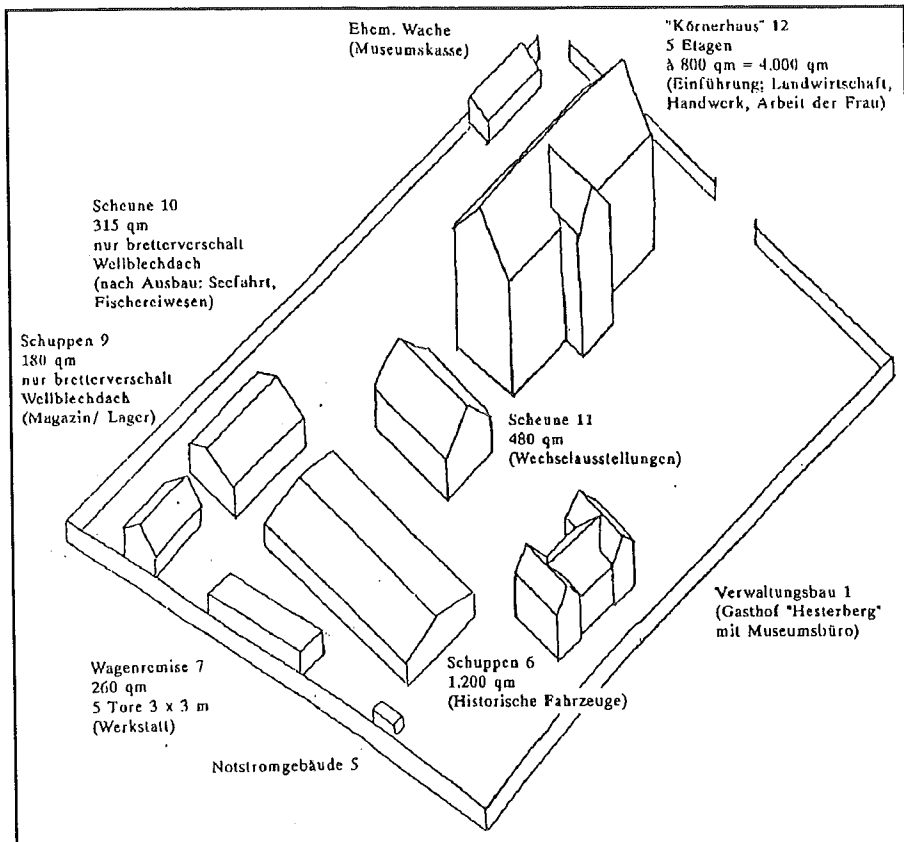 Ehem. Wache
(Museumskasse)
"Körnerhaus" 12
5 Etagen
à 800 qm = 4.000 qm
(Einführung; Landwirtschaft,
Handwerk, Arbeit der Frau)
Scheune 10
315 qm
nur bretterverschalt
Wellblechdach
(nach Ausbau: Seefahrt,
Fischereiwesen)
Schuppen 9
180 qm
nur bretterverschalt
Wellblechdach
(Magazin/ Lager)
Scheune 11
480 qm
(Wechselausstellungen)
Verwaltungsbau 1
(Gasthof "Hesterberg"
mit Museumsbüro)
Wagenremise 7
260 qm
5 Tore 3 x 3 m
(Werkstatt)
Schuppen 6
1.200 qm
(Historische Fahrzeuge)
Notstromgebäude 5